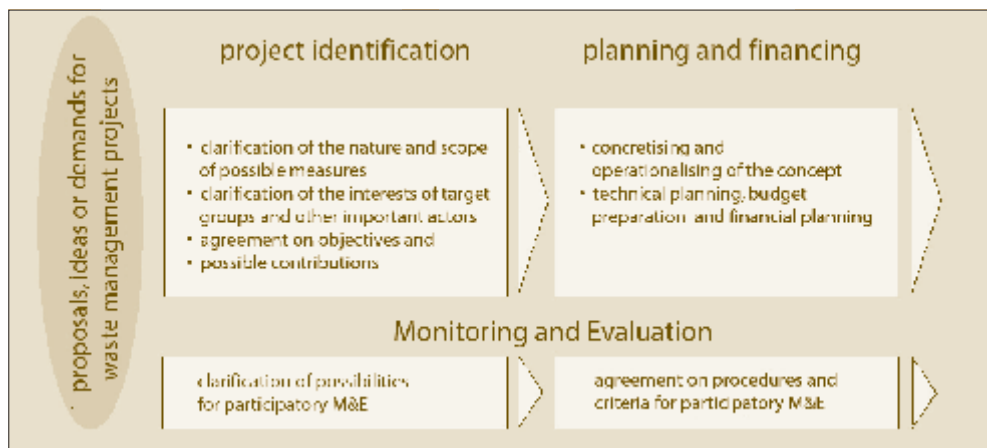 proposals, ideas or demands for
waste management projects
project identification
• clarification of the nature and scope
of possible measures
• clarification of the interests of target
groups and other important actors
• agreement on objectives and
• possible contributions
planning and financing
• concretising and
operationalising of the concept
• technical planning, budget
preparation and financial planning
Monitoring and Evaluation
clarification of possibilities
for participatory M&E
agreement on procedures and
criteria for participatory M&E